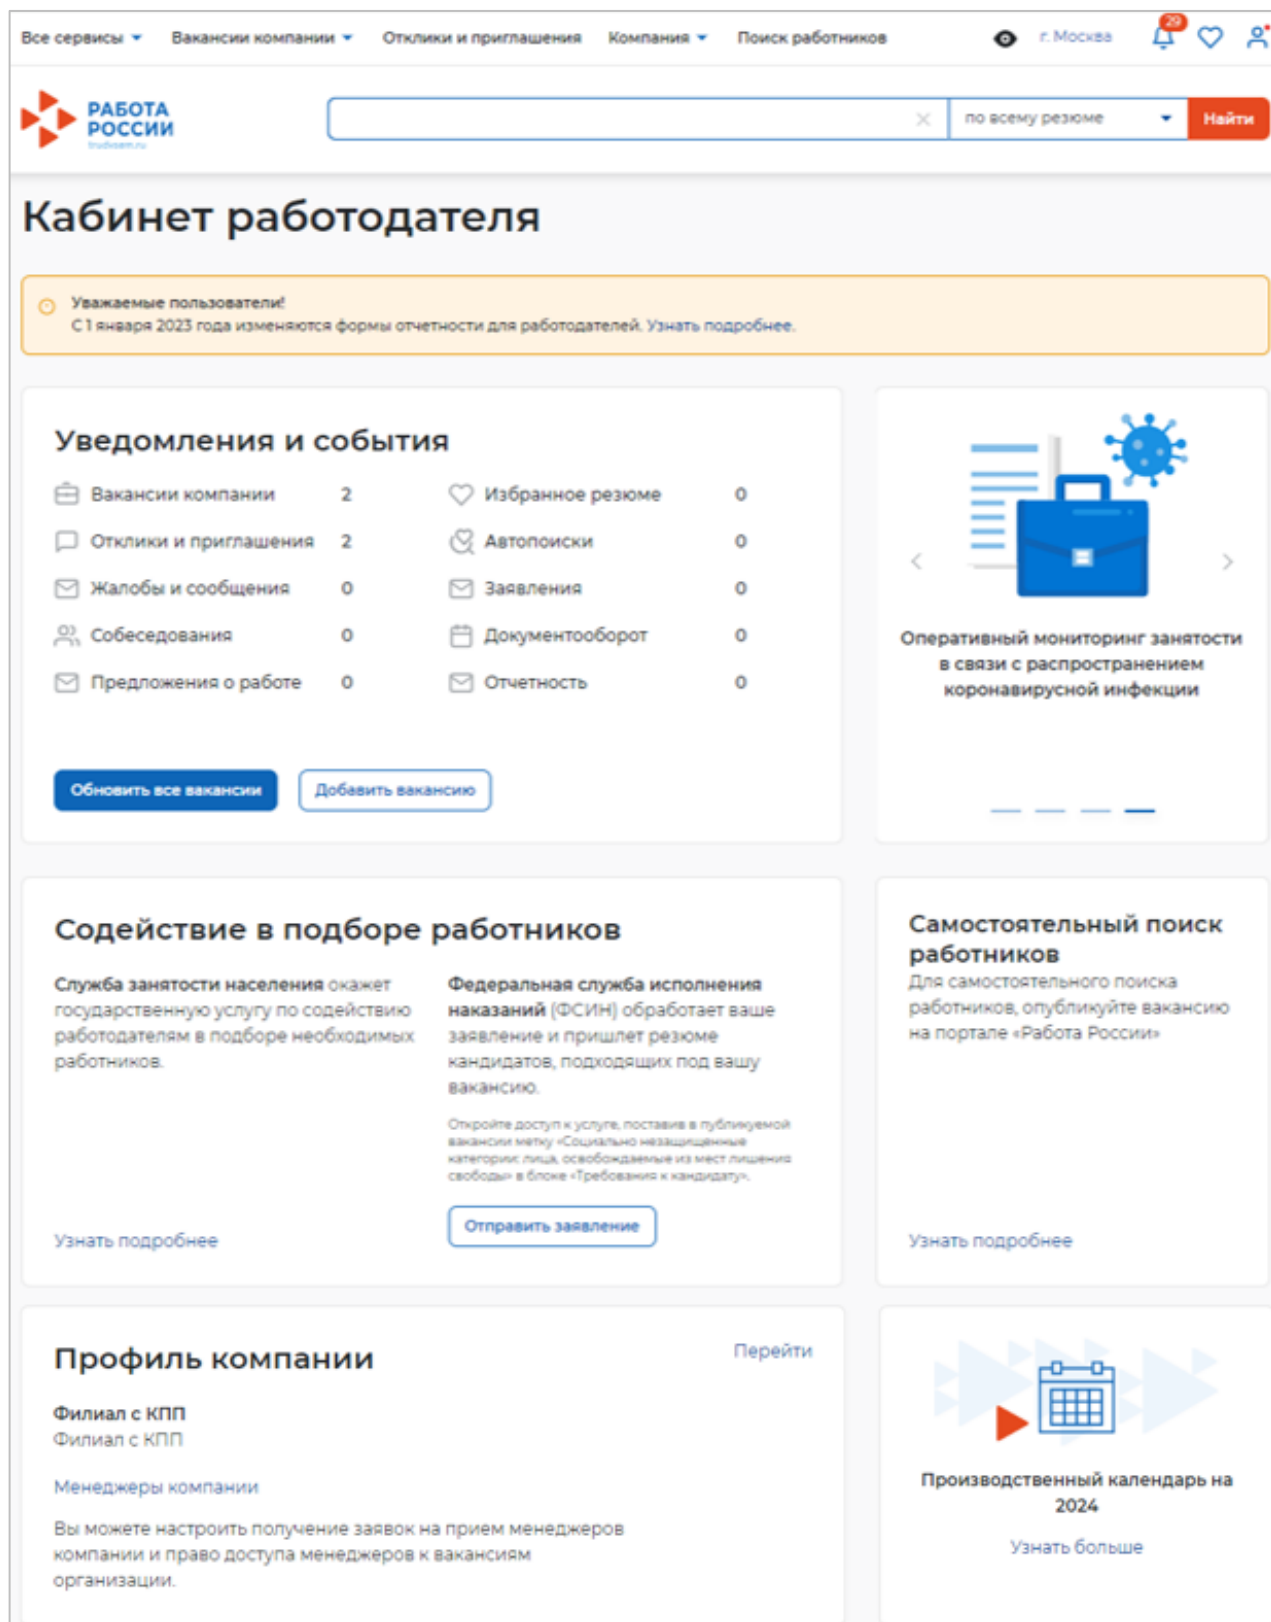 Все сервисы Вакансии компании Отклики и приглашения Компания Поиск работников г. Москва 29
РАБОТА
РОССИИ
trudvsem.ru
по всему резюме Найти
Кабинет работодателя
Уважаемые пользователи!
С 1 января 2023 года изменяются формы отчетности для работодателей. Узнать подробнее.
Уведомления и события
Вакансии компании 2 Избранное резюме 0
Отклики и приглашения 2 Автопоиски 0
Жалобы и сообщения 0 Заявления 0
Собеседования 0 Документооборот 0
Предложения о работе 0 Отчетность 0
Обновить все вакансии Добавить вакансию
Оперативный мониторинг занятости
в связи с распространением
коронавирусной инфекции
Содействие в подборе работников
Служба занятости населения окажет
государственную услугу по содействию
работодателям в подборе необходимых
работников.
Узнать подробнее
Федеральная служба исполнения
наказаний (ФСИН) обработает ваше
заявление и пришлет резюме
кандидатов, подходящих под вашу
вакансию.
Откройте доступ к услуге, поставив в публикуемой
вакансии метку «Социально незащищенные
категории: лица, освобождаемые из мест лишения
свободы» в блоке «Требования к кандидату».
Отправить заявление
Самостоятельный поиск
работников
Для самостоятельного поиска
работников, опубликуйте вакансию
на портале «Работа России»
Узнать подробнее
Профиль компании Перейти
Филиал с КПП
Филиал с КПП
Менеджеры компании
Вы можете настроить получение заявок на прием менеджеров
компании и право доступа менеджеров к вакансиям
организации.
Производственный календарь на
2024
Узнать больше